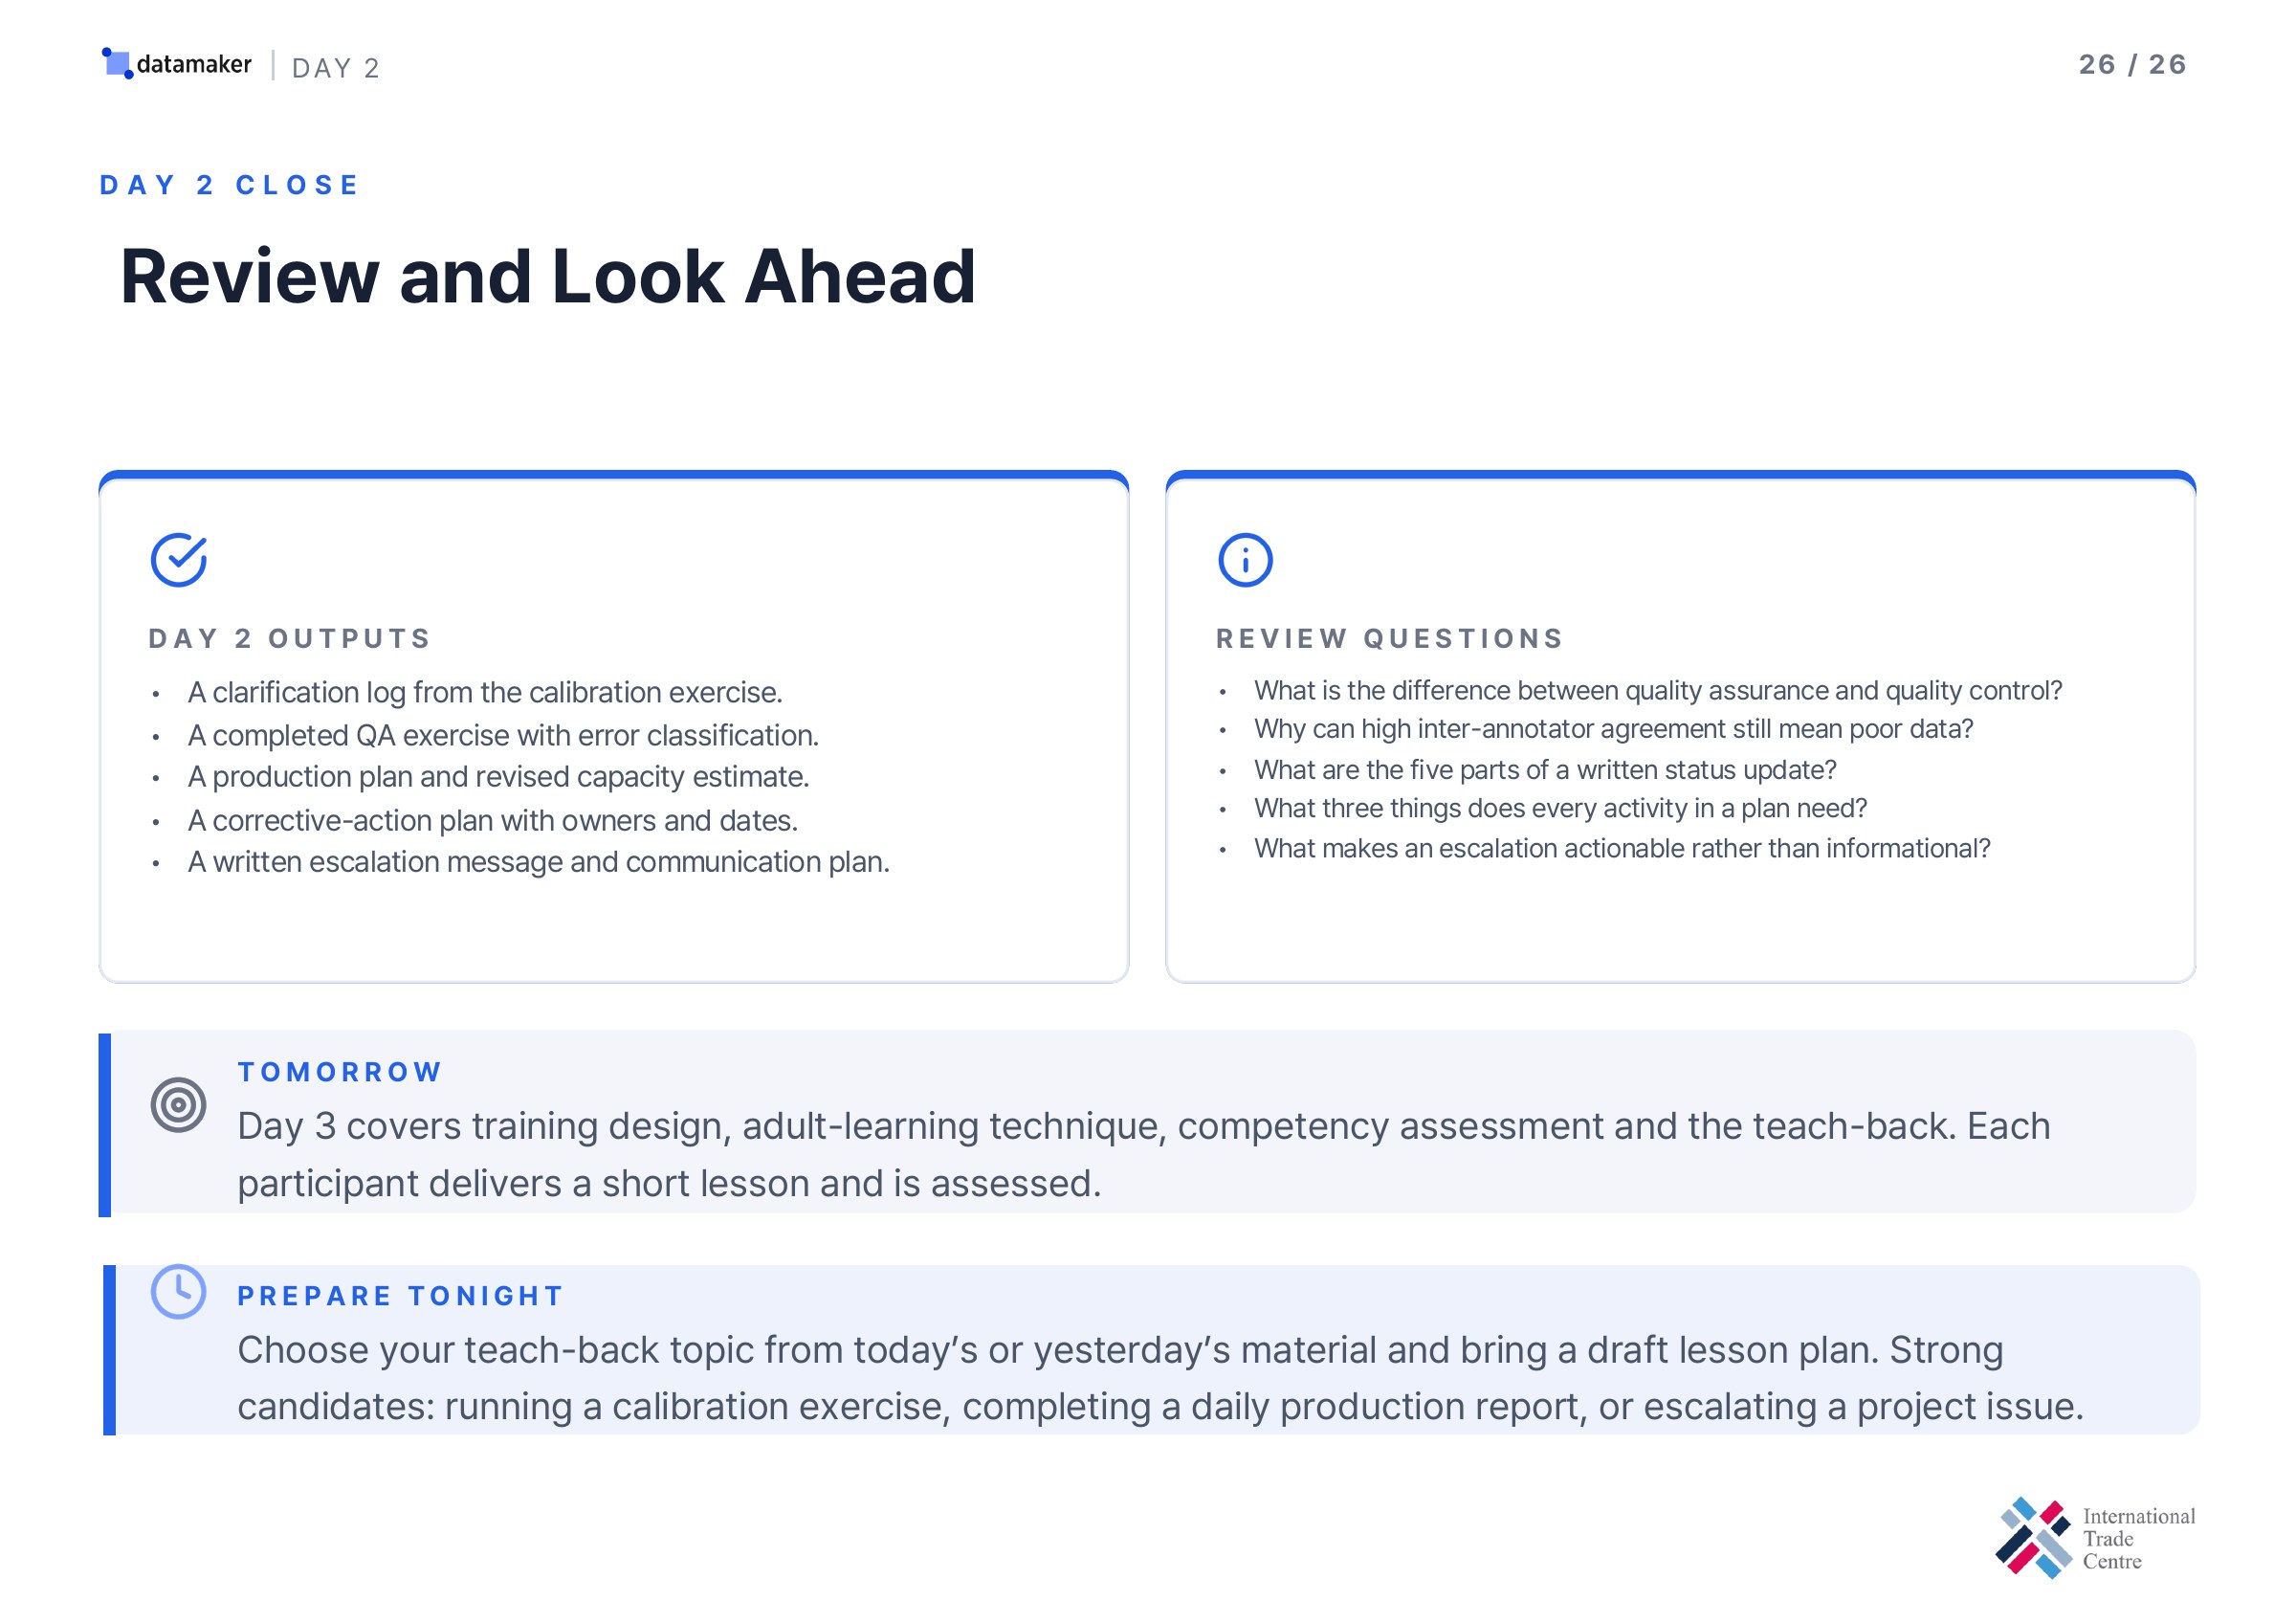 datamaker
DAY 2
26 / 26
DAY 2 CLOSE
Review and Look Ahead
DAY 2 OUTPUTS
• A clarification log from the calibration exercise.
• A completed QA exercise with error classification.
• A production plan and revised capacity estimate.
• A corrective-action plan with owners and dates.
• A written escalation message and communication plan.
REVIEW QUESTIONS
• What is the difference between quality assurance and quality control?
• Why can high inter-annotator agreement still mean poor data?
• What are the five parts of a written status update?
• What three things does every activity in a plan need?
• What makes an escalation actionable rather than informational?
TOMORROW
Day 3 covers training design, adult-learning technique, competency assessment and the teach-back. Each
participant delivers a short lesson and is assessed.
PREPARE TONIGHT
Choose your teach-back topic from today’s or yesterday’s material and bring a draft lesson plan. Strong
candidates: running a calibration exercise, completing a daily production report, or escalating a project issue.
International
Trade
Centre